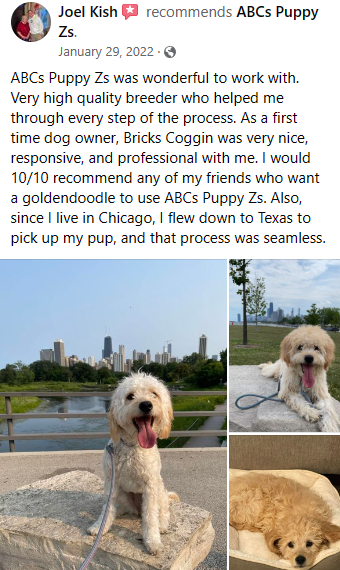 Joel Kish recommends ABCs Puppy
Zs.
January 29, 2022 ·
ABCs Puppy Zs was wonderful to work with.
Very high quality breeder who helped me
through every step of the process. As a first
time dog owner, Bricks Coggin was very nice,
responsive, and professional with me. I would
10/10 recommend any of my friends who want
a goldendoodle to use ABCs Puppy Zs. Also,
since I live in Chicago, I flew down to Texas to
pick up my pup, and that process was seamless.